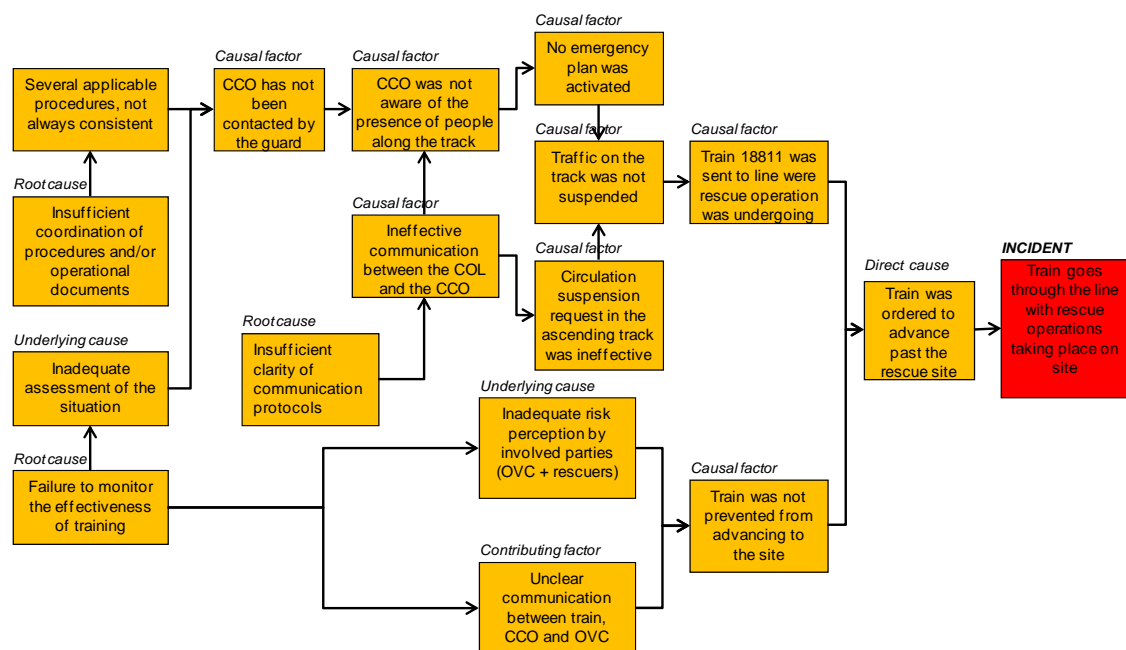 Causal factor
No emergency
plan was
activated
Causal factor
CCO has not
been
contacted by
the guard
Causal factor
CCO was not
aware of the
presence of people
along the track
Several applicable
procedures, not
always consistent
Causal factor
Traffic on the
track was not
suspended
Causal factor
Train 18811 was
sent to line were
rescue operation
was undergoing
Root cause
Insufficient
coordination of
procedures and/or
operational
documents
Causal factor
Ineffective
communication
between the COL
and the CCO
Causal factor
Circulation
suspension
request in the
ascending track
was ineffective
Direct cause
Train was
ordered to
advance
past the
rescue site
INCIDENT
Train goes
through the line
with rescue
operations
taking place on
site
Root cause
Insufficient
clarity of
communication
protocols
Underlying cause
Inadequate
assessment of the
situation
Underlying cause
Inadequate risk
perception by
involved parties
(OVC + rescuers)
Root cause
Failure to monitor
the effectiveness
of training
Causal factor
Train was not
prevented from
advancing to
the site
Contributing factor
Unclear
communication
between train,
CCO and OVC